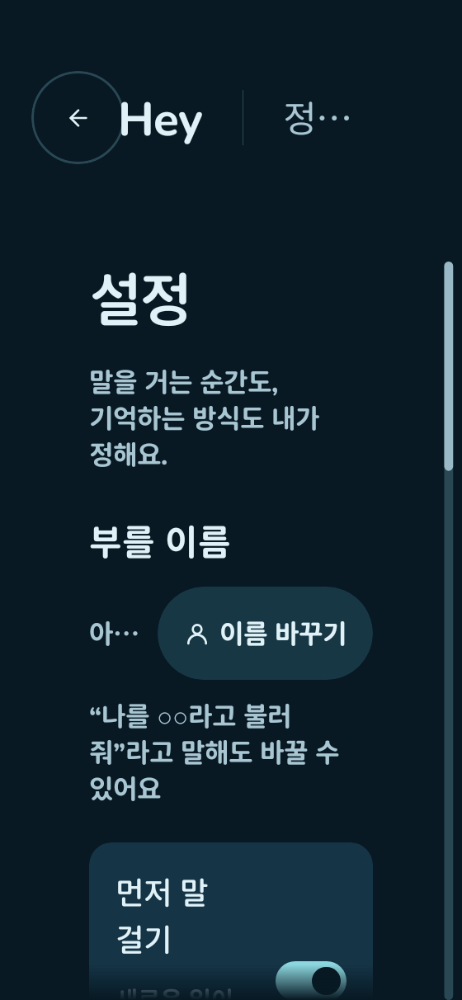 Hey
정…
설정
말을 거는 순간도,
기억하는 방식도 내가
정해요.
부를 이름
아…
이름 바꾸기
“나를 ○○라고 불러
줘”라고 말해도 바꿀 수
있어요
먼저 말
걸기